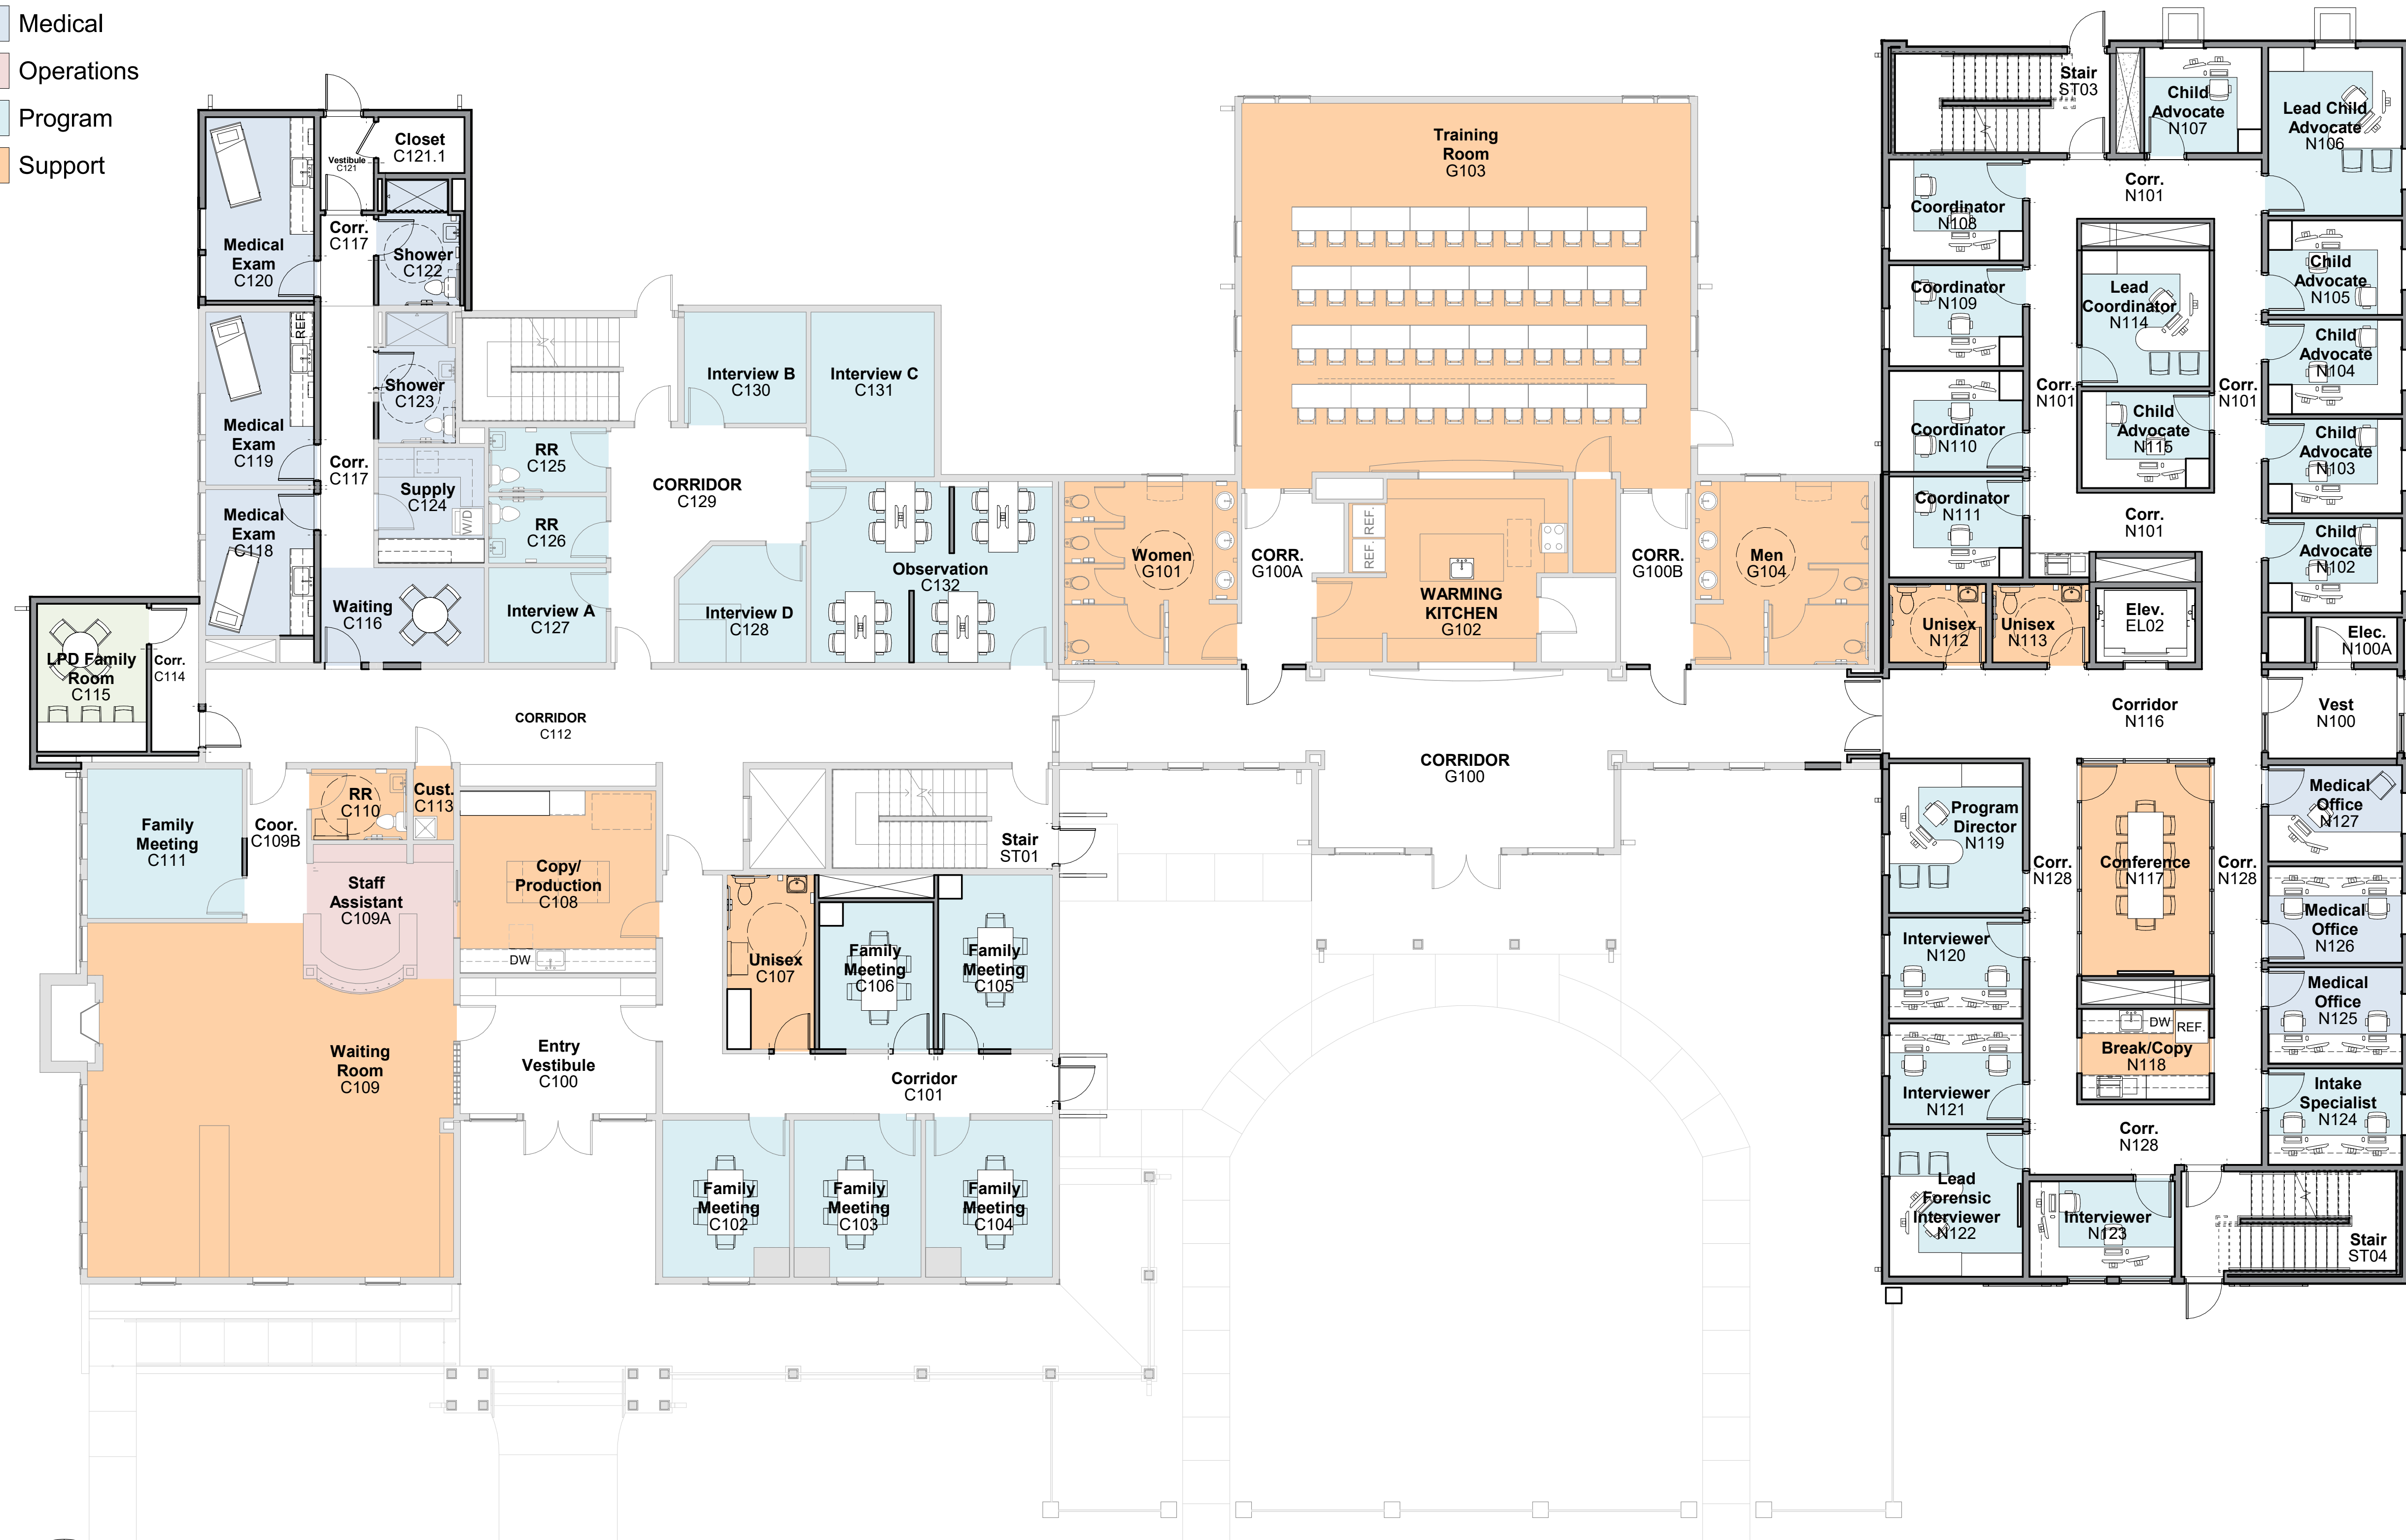 Medical
Operations
Program
Support
Closet
C121.1
Vestibule
C121
Medical
Exam
C120
Corr.
C117
Shower
C122
REF.
Medical
Exam
C119
Shower
C123
Corr.
C117
Supply
C124
W/D
Medical
Exam
C118
Waiting
C116
LPD Family
Room
C115
Corr.
C114
RR
C125
RR
C126
Interview A
C127
CORRIDOR
C129
Interview B
C130
Interview C
C131
Interview D
C128
Observation
C132
CORRIDOR
C112
Family
Meeting
C111
Coor.
C109B
RR
C110
Cust.
C113
Staff
Assistant
C109A
Copy/
Production
C108
DW
Waiting
Room
C109
Entry
Vestibule
C100
Stair
ST01
Unisex
C107
Family
Meeting
C106
Family
Meeting
C105
Corridor
C101
Family
Meeting
C102
Family
Meeting
C103
Family
Meeting
C104
Training
Room
G103
Women
G101
CORR.
G100A
REF.
REF.
WARMING
KITCHEN
G102
CORR.
G100B
Men
G104
CORRIDOR
G100
Stair
ST03
Child
Advocate
N107
Lead Child
Advocate
N106
Corr.
N101
Coordinator
N108
Coordinator
N109
Lead
Coordinator
N114
Child
Advocate
N105
Child
Advocate
N104
Corr.
N101
Corr.
N101
Coordinator
N110
Child
Advocate
N115
Child
Advocate
N103
Coordinator
N111
Corr.
N101
Child
Advocate
N102
Unisex
N112
Unisex
N113
Elev.
EL02
Elec.
N100A
Corridor
N116
Vest
N100
Program
Director
N119
Corr.
N128
Conference
N117
Corr.
N128
Medical
Office
N127
Interviewer
N120
Medical
Office
N126
Medical
Office
N125
DW
REF.
Break/Copy
N118
Interviewer
N121
Intake
Specialist
N124
Corr.
N128
Lead
Forensic
Interviewer
N122
Interviewer
N123
Stair
ST04